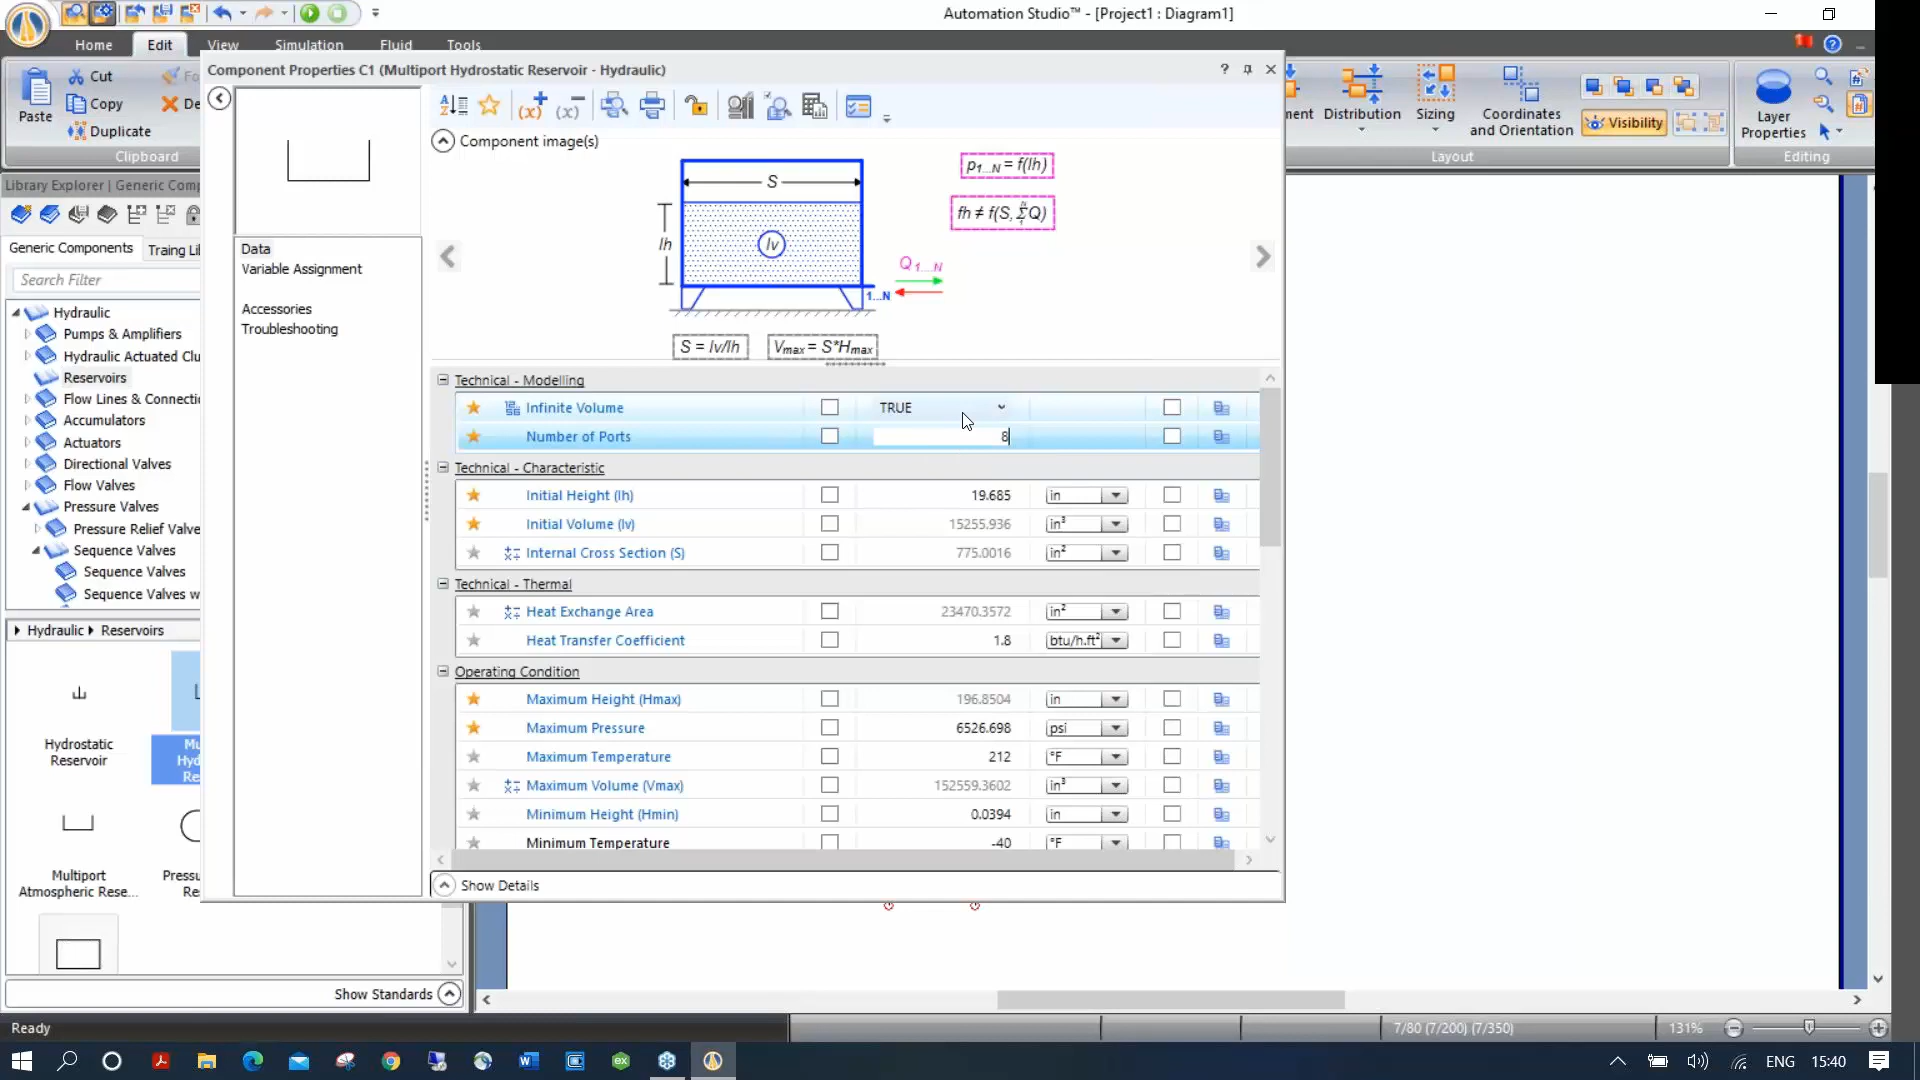 Automation Studio™ - [Project1 : Diagram1]
Home
Edit
View
Simulation
Fluid
Tools
Paste
Cut
Copy
Duplicate
Clipboard
Component Properties C1 (Multiport Hydrostatic Reservoir - Hydraulic)
Distribution
Sizing
Coordinates
and Orientation
Visibility
Layout
Layer
Properties
Editing
Library Explorer | Generic Comp
Generic Components
Search Filter
Hydraulic
Pumps & Amplifiers
Hydraulic Actuated Clu
Reservoirs
Flow Lines & Connecti
Accumulators
Actuators
Directional Valves
Flow Valves
Pressure Valves
Pressure Relief Valve
Sequence Valves
Sequence Valves
Sequence Valves w
Hydraulic
Reservoirs
Hydrostatic
Reservoir
Mu
Hyd
Re
Multiport
Atmospheric Rese...
Pressu
Re
Show Standards
Ready
Data
Variable Assignment
Accessories
Troubleshooting
Component image(s)
S
lh
lv
1...N
Q1...N
p1...N = f(lh)
fh ≠ f(S, ΣQ)
S = lv/lh
Vmax = S*Hmax
Technical - Modelling
Infinite Volume TRUE
Number of Ports 8
Technical - Characteristic
Initial Height (lh) 19.685 in
Initial Volume (lv) 15255.936 in³
Internal Cross Section (S) 775.0016 in²
Technical - Thermal
Heat Exchange Area 23470.3572 in²
Heat Transfer Coefficient 1.8 btu/h.ft²
Operating Condition
Maximum Height (Hmax) 196.8504 in
Maximum Pressure 6526.698 psi
Maximum Temperature 212 °F
Maximum Volume (Vmax) 152559.3602 in³
Minimum Height (Hmin) 0.0394 in
Minimum Temperature -40 °F
Show Details
7/80 (7/200) (7/350)
131%
ENG
15:40